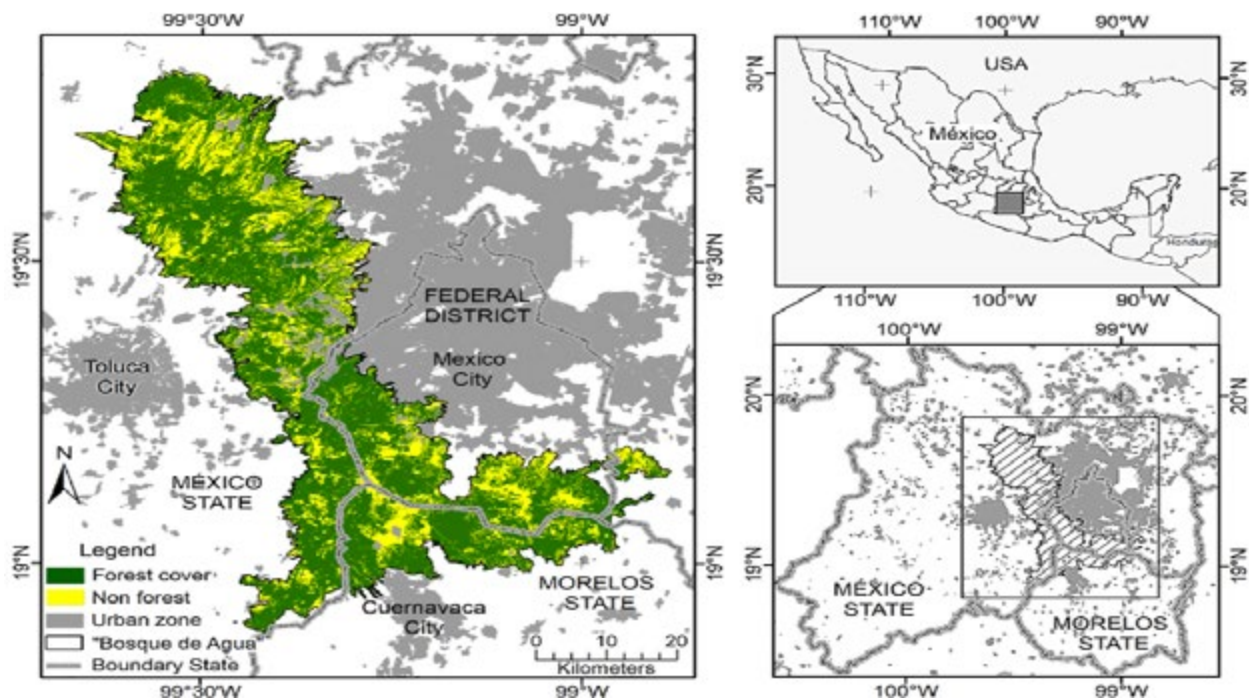 99°30'W
99°W
19°30'N
19°30'N
19°N
19°N
FEDERAL
DISTRICT
Mexico
City
Toluca
City
N
MÉXICO
STATE
Legend
Forest cover
Non forest
Urban zone
"Bosque de Agua
Boundary State
Cuernavaca
City
MORELOS
STATE
0 10 20
Kilometers
99°30'W
99°W
110°W
100°W
90°W
30°N
30°N
20°N
20°N
USA
México
Honduras
110°W
100°W
90°W
100°W
99°W
20°N
20°N
19°N
19°N
MÉXICO
STATE
MORELOS
STATE
100°W
99°W